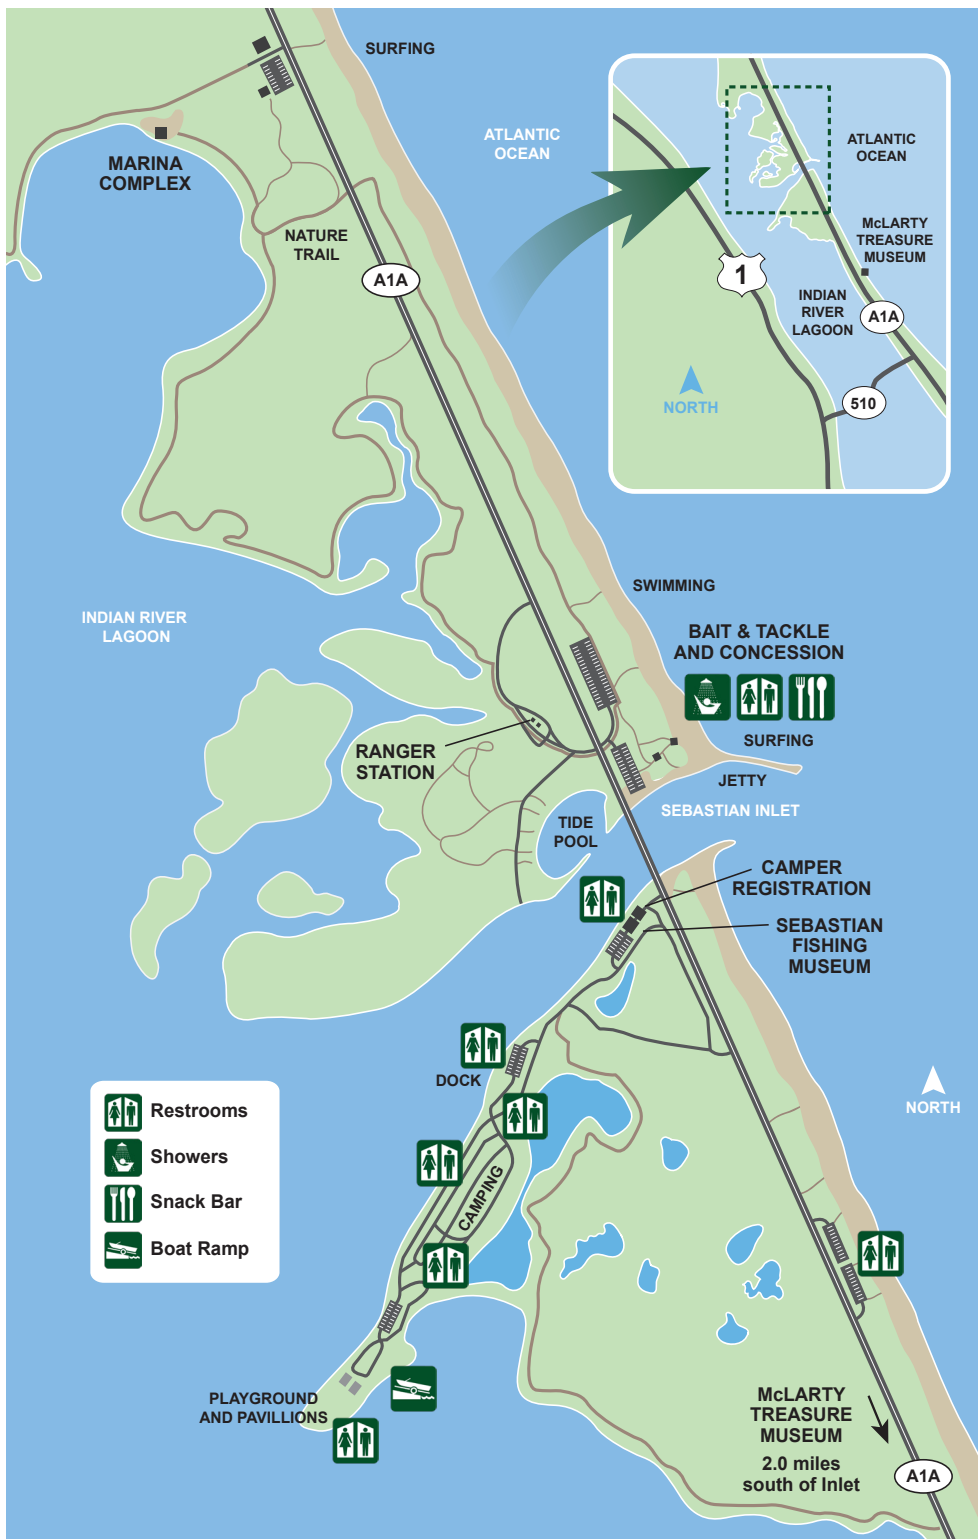 SURFING
ATLANTIC
OCEAN
MARINA
COMPLEX
NATURE
TRAIL
A1A
ATLANTIC
OCEAN
McLARTY
TREASURE
MUSEUM
1
INDIAN
RIVER
LAGOON
A1A
NORTH
510
INDIAN RIVER
LAGOON
SWIMMING
BAIT & TACKLE
AND CONCESSION
SURFING
RANGER
STATION
JETTY
SEBASTIAN INLET
TIDE
POOL
CAMPER
REGISTRATION
SEBASTIAN
FISHING
MUSEUM
DOCK
NORTH
Restrooms
Showers
Snack Bar
Boat Ramp
CAMPING
PLAYGROUND
AND PAVILLIONS
McLARTY
TREASURE
MUSEUM
2.0 miles
south of Inlet
A1A